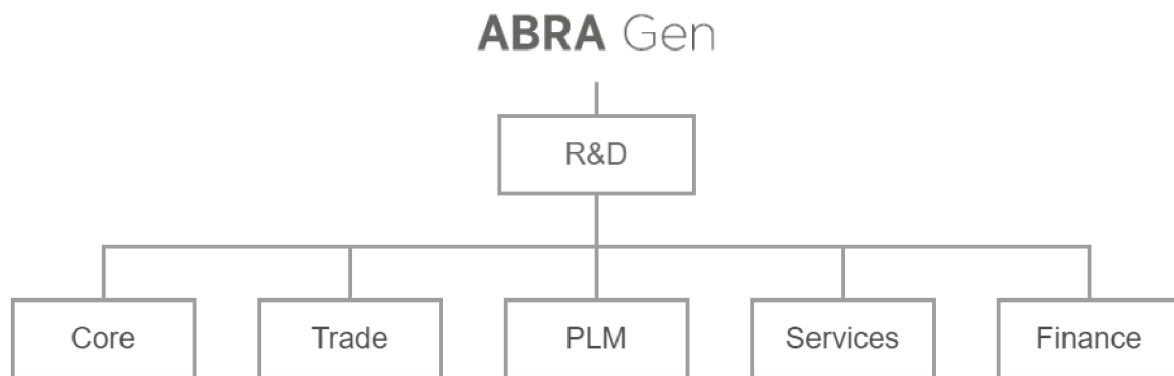 ABRA Gen
R&D
Core
Trade
PLM
Services
Finance